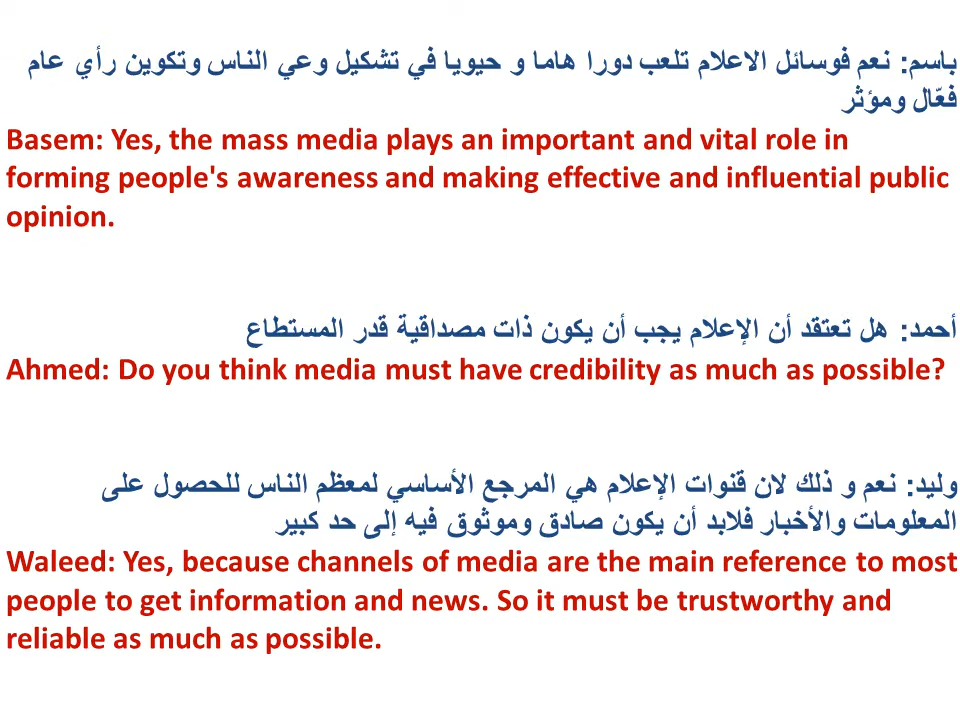 باسم: نعم فوسائل الاعلام تلعب دورا هاما و حيويا في تشكيل وعي الناس وتكوين رأي عام
فعّال ومؤثر
Basem: Yes, the mass media plays an important and vital role in
forming people's awareness and making effective and influential public
opinion.
أحمد: هل تعتقد أن الإعلام يجب أن يكون ذات مصداقية قدر المستطاع
Ahmed: Do you think media must have credibility as much as possible?
وليد: نعم و ذلك لان قنوات الإعلام هي المرجع الأساسي لمعظم الناس للحصول على
المعلومات والأخبار فلابد أن يكون صادق وموثوق فيه إلى حد كبير
Waleed: Yes, because channels of media are the main reference to most
people to get information and news. So it must be trustworthy and
reliable as much as possible.